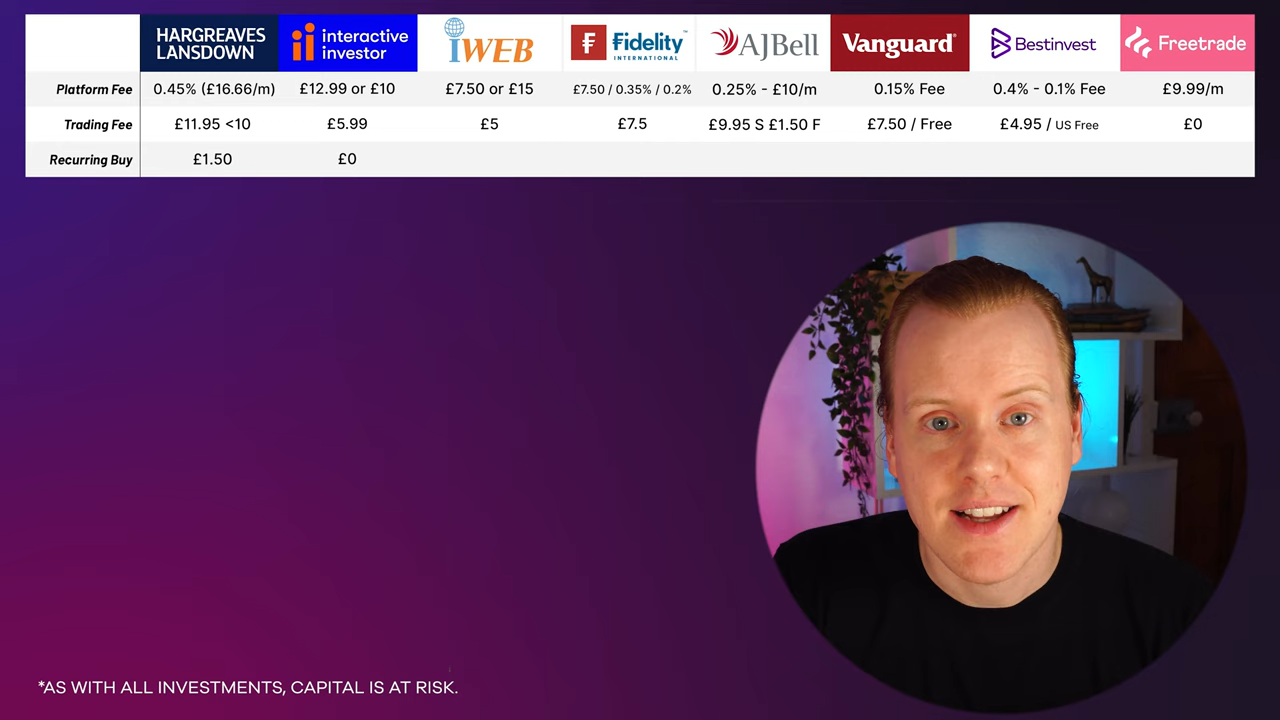 HARGREAVES LANSDOWN
interactive investor
IWEB
Fidelity INTERNATIONAL ™
AJBell
Vanguard®
Bestinvest
Freetrade
Platform Fee 0.45% (£16.66/m) £12.99 or £10 £7.50 or £15 £7.50 / 0.35% / 0.2% 0.25% - £10/m 0.15% Fee 0.4% - 0.1% Fee £9.99/m
Trading Fee £11.95 <10 £5.99 £5 £7.5 £9.95 S £1.50 F £7.50 / Free £4.95 / US Free £0
Recurring Buy £1.50 £0
*AS WITH ALL INVESTMENTS, CAPITAL IS AT RISK.